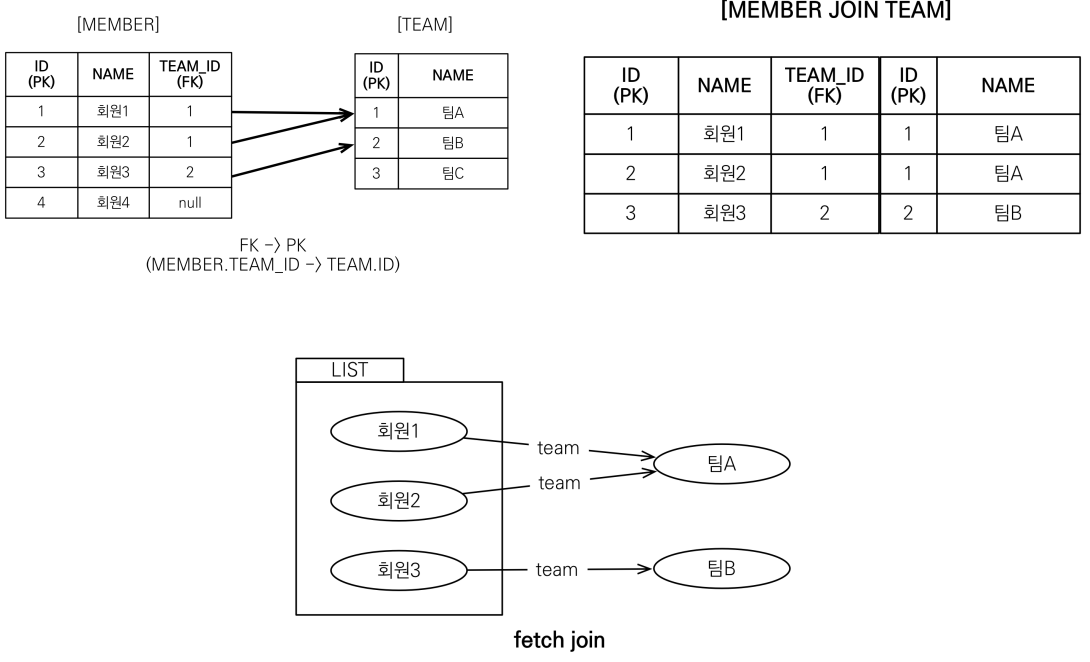 [MEMBER]
ID (PK) NAME TEAM_ID (FK)
1 회원1 1
2 회원2 1
3 회원3 2
4 회원4 null
[TEAM]
ID (PK) NAME
1 팀A
2 팀B
3 팀C
FK -> PK
(MEMBER.TEAM_ID -> TEAM.ID)
[MEMBER JOIN TEAM]
ID (PK) NAME TEAM_ID (FK) ID (PK) NAME
1 회원1 1 1 팀A
2 회원2 1 1 팀A
3 회원3 2 2 팀B
LIST
회원1 team 팀A
회원2 team
회원3 team 팀B
fetch join